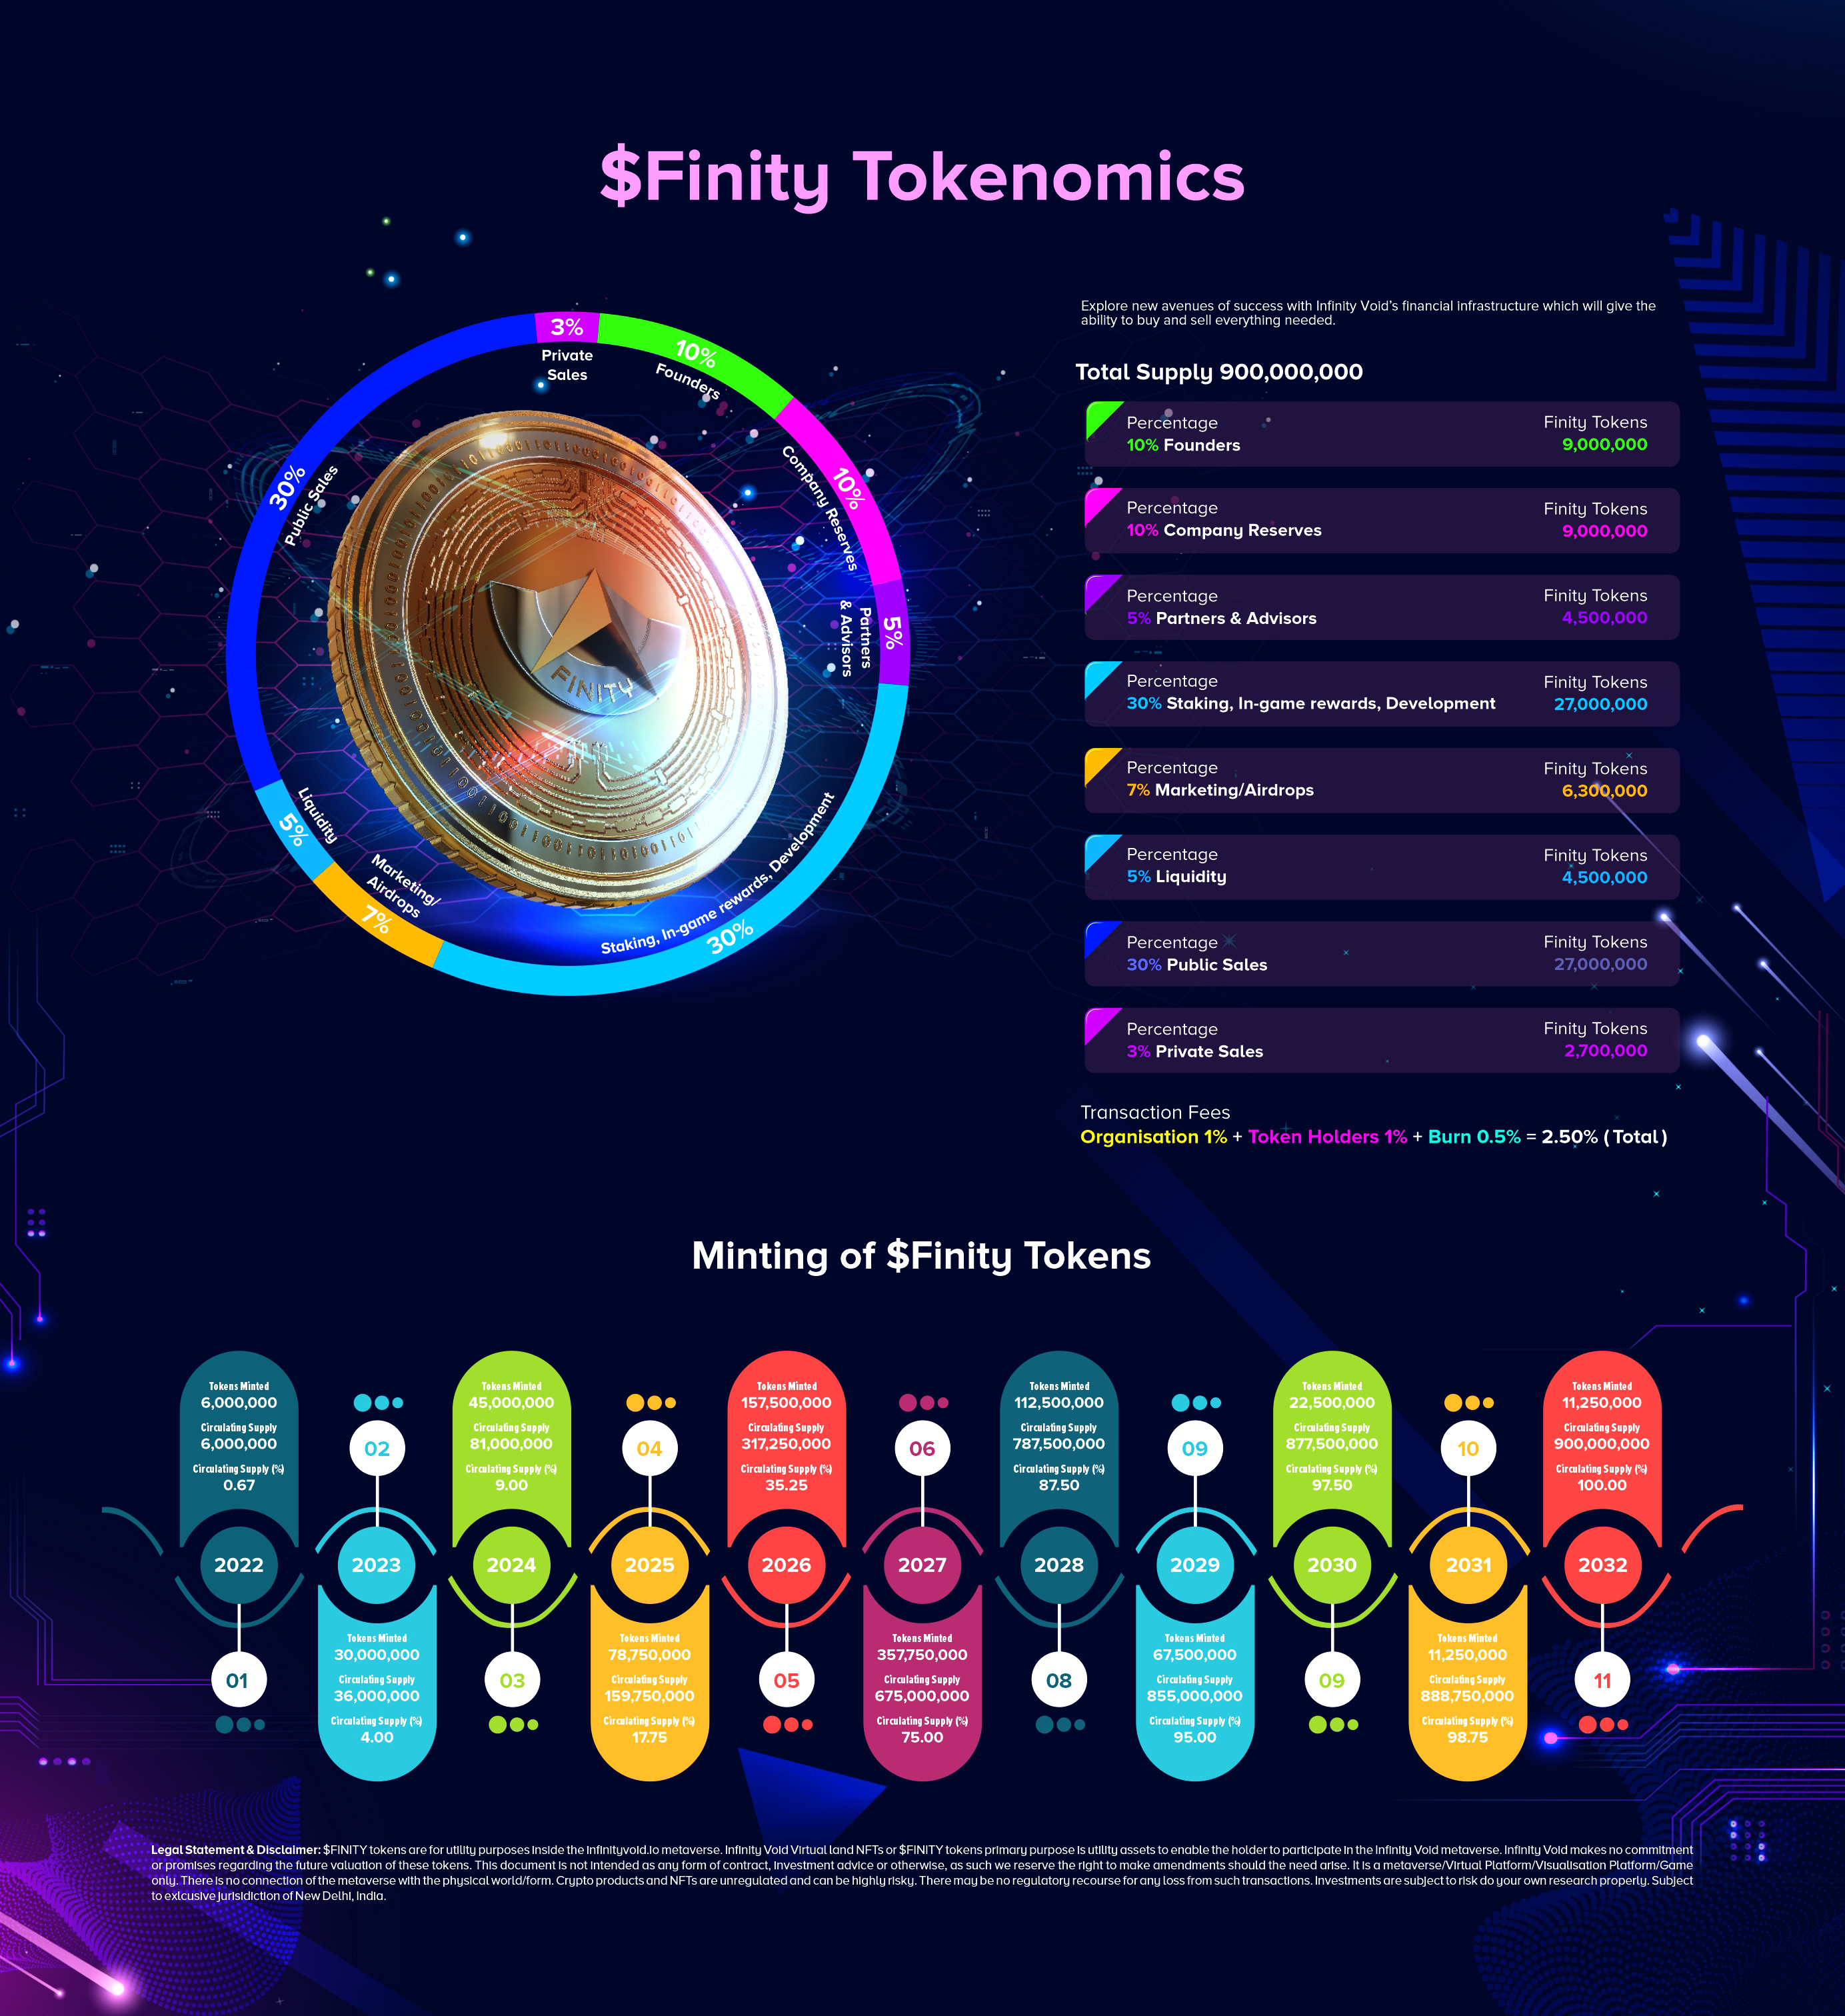 $Finity Tokenomics
3%
Private
Sales
10%
Founders
10%
Company Reserves
5%
Partners
& Advisors
30%
Staking, In-game rewards, Development
7%
Marketing/
Airdrops
5%
Liquidity
30%
Public Sales
FINITY
Explore new avenues of success with Infinity Void's financial infrastructure which will give the
ability to buy and sell everything needed.
Total Supply 900,000,000
Percentage Finity Tokens
10% Founders 9,000,000
Percentage Finity Tokens
10% Company Reserves 9,000,000
Percentage Finity Tokens
5% Partners & Advisors 4,500,000
Percentage Finity Tokens
30% Staking, In-game rewards, Development 27,000,000
Percentage Finity Tokens
7% Marketing/Airdrops 6,300,000
Percentage Finity Tokens
5% Liquidity 4,500,000
Percentage Finity Tokens
30% Public Sales 27,000,000
Percentage Finity Tokens
3% Private Sales 2,700,000
Transaction Fees
Organisation 1% + Token Holders 1% + Burn 0.5% = 2.50% ( Total )
Minting of $Finity Tokens
Tokens Minted
6,000,000
Circulating Supply
6,000,000
Circulating Supply (%)
0.67
2022
01
02
2023
Tokens Minted
30,000,000
Circulating Supply
36,000,000
Circulating Supply (%)
4.00
Tokens Minted
45,000,000
Circulating Supply
81,000,000
Circulating Supply (%)
9.00
2024
03
04
2025
Tokens Minted
78,750,000
Circulating Supply
159,750,000
Circulating Supply (%)
17.75
Tokens Minted
157,500,000
Circulating Supply
317,250,000
Circulating Supply (%)
35.25
2026
05
06
2027
Tokens Minted
357,750,000
Circulating Supply
675,000,000
Circulating Supply (%)
75.00
Tokens Minted
112,500,000
Circulating Supply
787,500,000
Circulating Supply (%)
87.50
2028
08
09
2029
Tokens Minted
67,500,000
Circulating Supply
855,000,000
Circulating Supply (%)
95.00
Tokens Minted
22,500,000
Circulating Supply
877,500,000
Circulating Supply (%)
97.50
2030
09
10
2031
Tokens Minted
11,250,000
Circulating Supply
888,750,000
Circulating Supply (%)
98.75
Tokens Minted
11,250,000
Circulating Supply
900,000,000
Circulating Supply (%)
100.00
2032
11
Legal Statement & Disclaimer: $FINITY tokens are for utility purposes inside the infinityvoid.io metaverse. Infinity Void Virtual land NFTs or $FINITY tokens primary purpose is utility assets to enable the holder to participate in the Infinity Void metaverse. Infinity Void makes no commitment
or promises regarding the future valuation of these tokens. This document is not intended as any form of contract, investment advice or otherwise, as such we reserve the right to make amendments should the need arise. It is a metaverse/Virtual Platform/Visualisation Platform/Game
only. There is no connection of the metaverse with the physical world/form. Crypto products and NFTs are unregulated and can be highly risky. There may be no regulatory recourse for any loss from such transactions. Investments are subject to risk do your own research properly. Subject
to exlcusive jurisidiction of New Delhi, India.